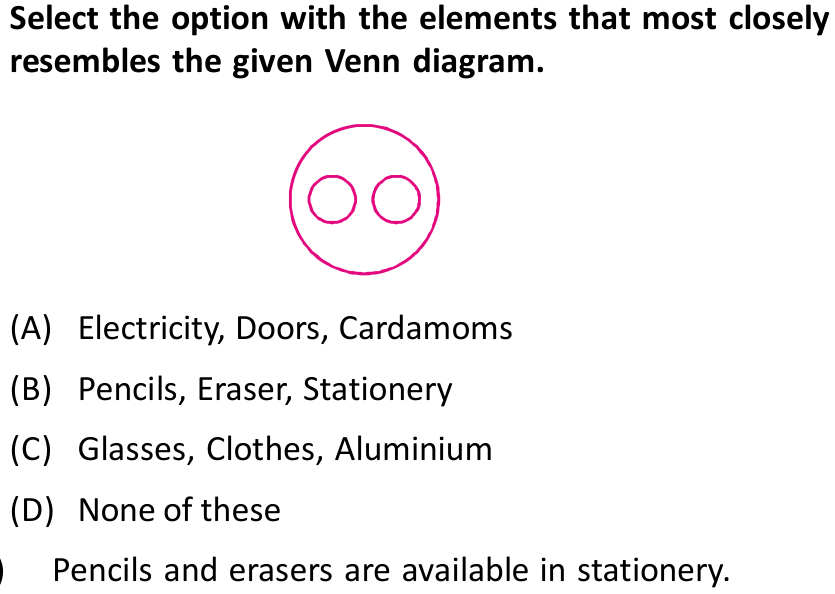 Select the option with the elements that most closely
resembles the given Venn diagram.
(A) Electricity, Doors, Cardamoms
(B) Pencils, Eraser, Stationery
(C) Glasses, Clothes, Aluminium
(D) None of these
) Pencils and erasers are available in stationery.